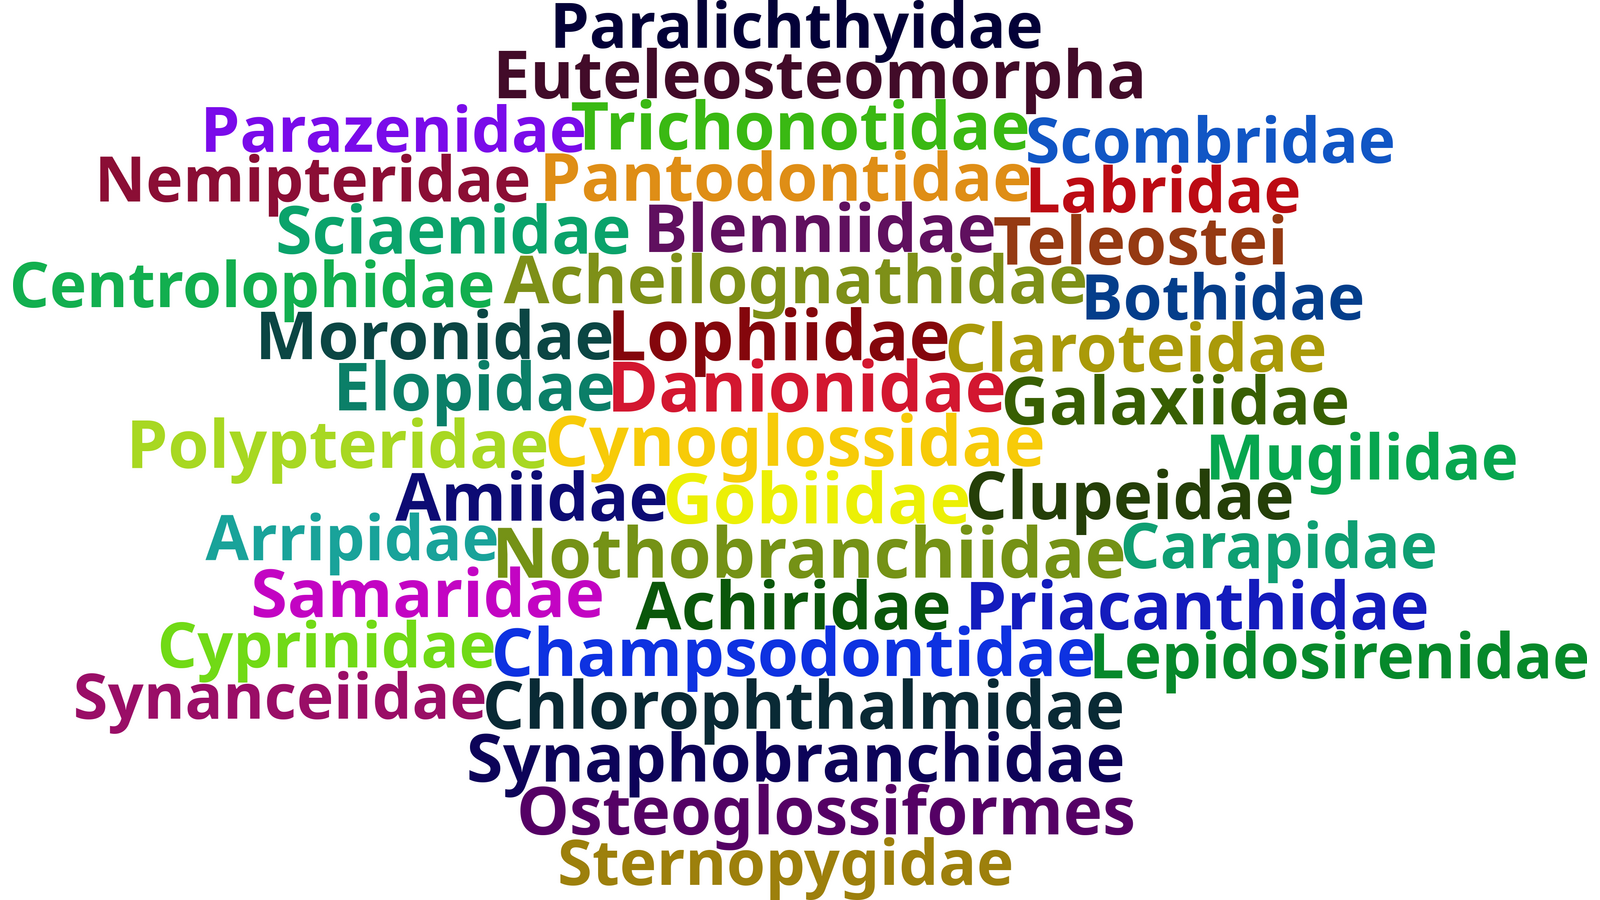 Paralichthyidae
Euteleosteomorpha
Parazenidae Trichonotidae Scombridae
Nemipteridae Pantodontidae Labridae
Sciaenidae Blenniidae Teleostei
Centrolophidae Acheilognathidae Bothidae
Moronidae Lophiidae Claroteidae
Elopidae Danionidae Galaxiidae
Polypteridae Cynoglossidae Mugilidae
Amiidae Gobiidae Clupeidae
Arripidae Nothobranchiidae Carapidae
Samaridae Achiridae Priacanthidae
Cyprinidae Champsodontidae Lepidosirenidae
Synanceiidae Chlorophthalmidae
Synaphobranchidae
Osteoglossiformes
Sternopygidae